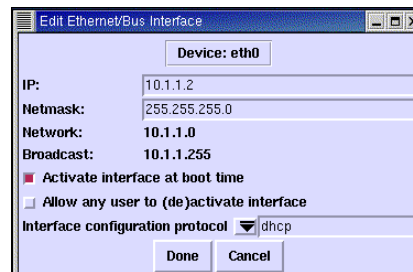 Edit Ethernet/Bus Interface
Device: eth0
IP: 10.1.1.2
Netmask: 255.255.255.0
Network: 10.1.1.0
Broadcast: 10.1.1.255
Activate interface at boot time
Allow any user to (de)activate interface
Interface configuration protocol dhcp
Done Cancel